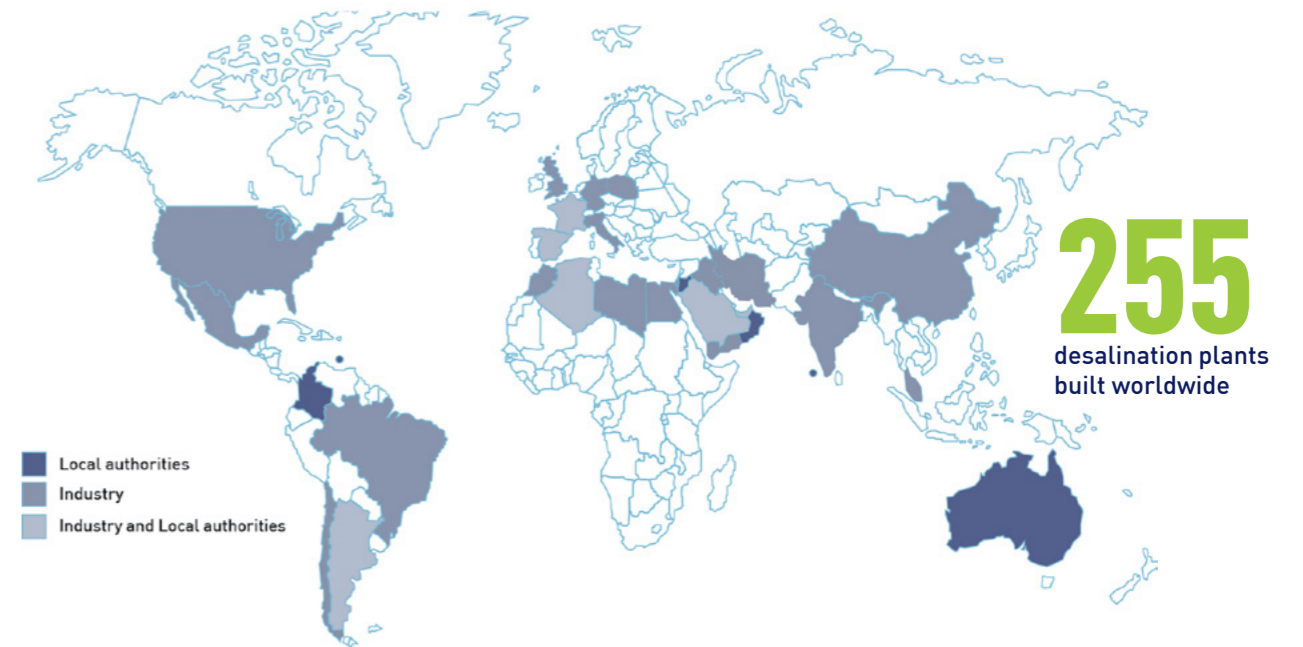 255
desalination plants
built worldwide
Local authorities
Industry
Industry and Local authorities